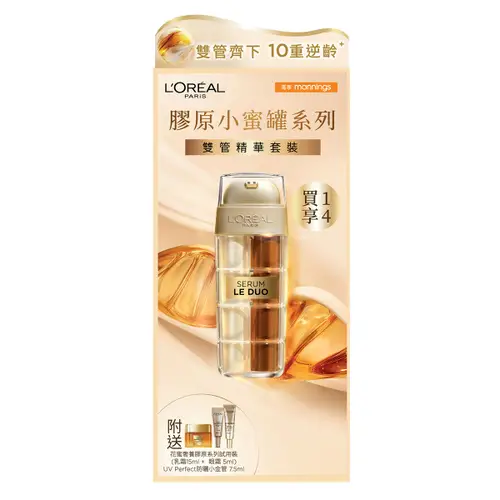 雙管齊下 10重逆齡+
L'ORÉAL
PARIS
萬寧 mannings
膠原小蜜罐系列
雙管精華套裝
買1
享4
L'ORÉAL
PARIS
SERUM
LE DUO
附
送
花蜜奢養膠原系列試用裝
(乳霜15ml + 眼霜 5ml)
UV Perfect防曬小金管 7.5ml